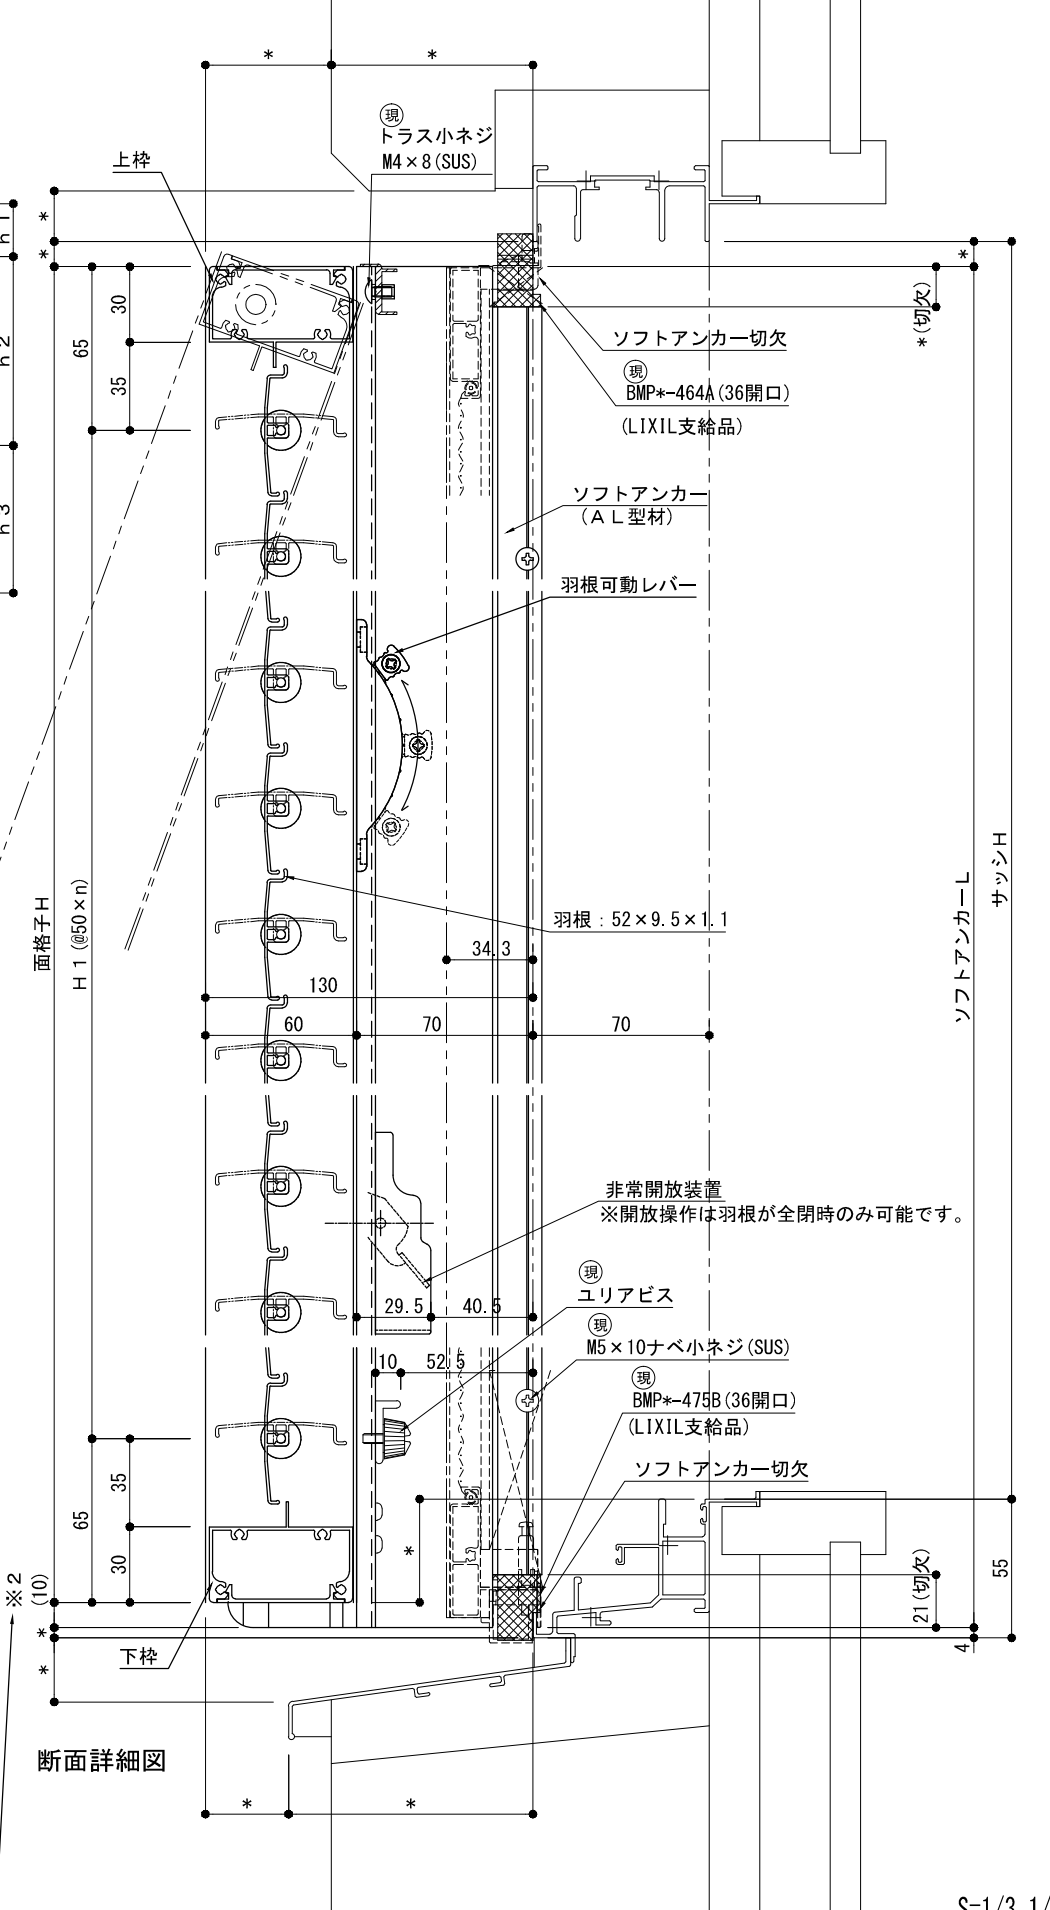 *
*
現
トラス小ネジ
M4×8(SUS)
上枠
*
*
h1
h2
h3
30
65
35
*
*(切欠)
ソフトアンカー切欠
現
BMP*-464A(36開口)
(LIXIL支給品)
ソフトアンカー
(AL型材)
羽根可動レバー
面格子H
H1(@50×n)
羽根:52×9.5×1.1
34.3
130
60
70
70
ソフトアンカーL
サッシH
非常開放装置
※開放操作は羽根が全閉時のみ可能です。
現
ユリアビス
29.5
40.5
現
M5×10ナベ小ネジ(SUS)
10
52.5
現
BMP*-475B(36開口)
(LIXIL支給品)
ソフトアンカー切欠
35
65
30
*
※2
(10)
21(切欠)
55
4
*
*
下枠
断面詳細図
*
*